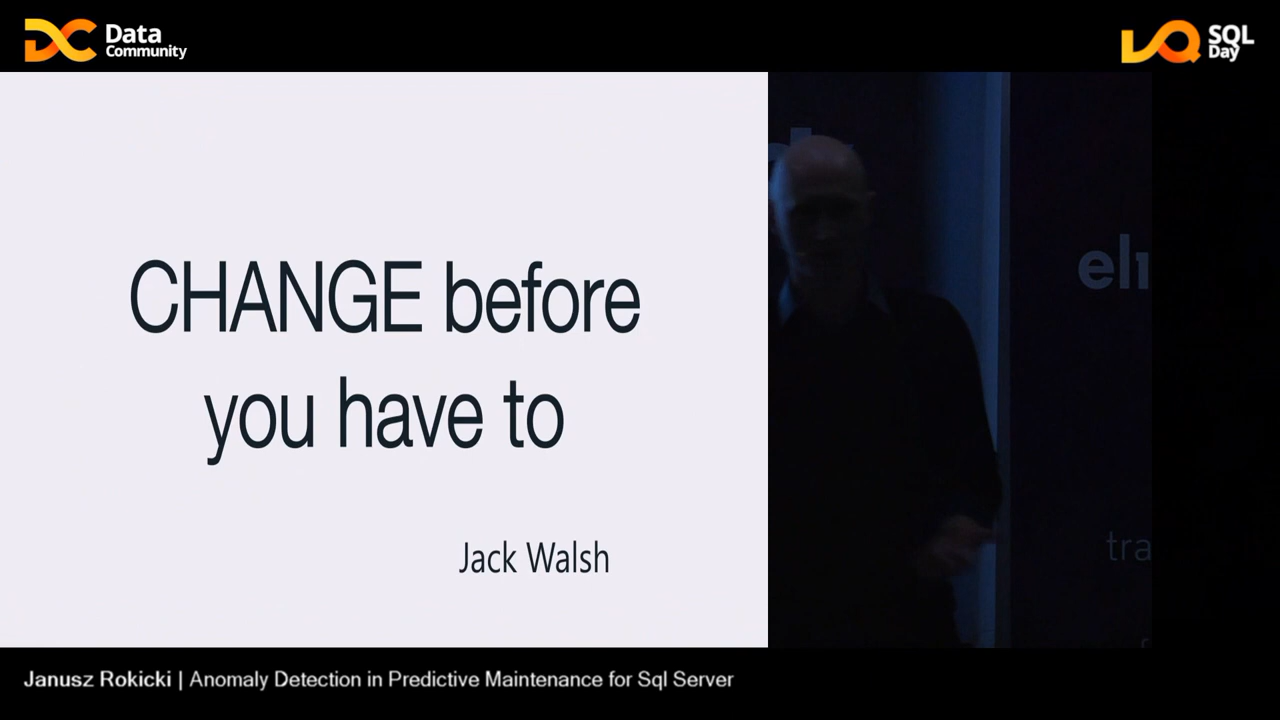 Data
Community
SQL
Day
CHANGE before
you have to
Jack Walsh
Janusz Rokicki | Anomaly Detection in Predictive Maintenance for Sql Server